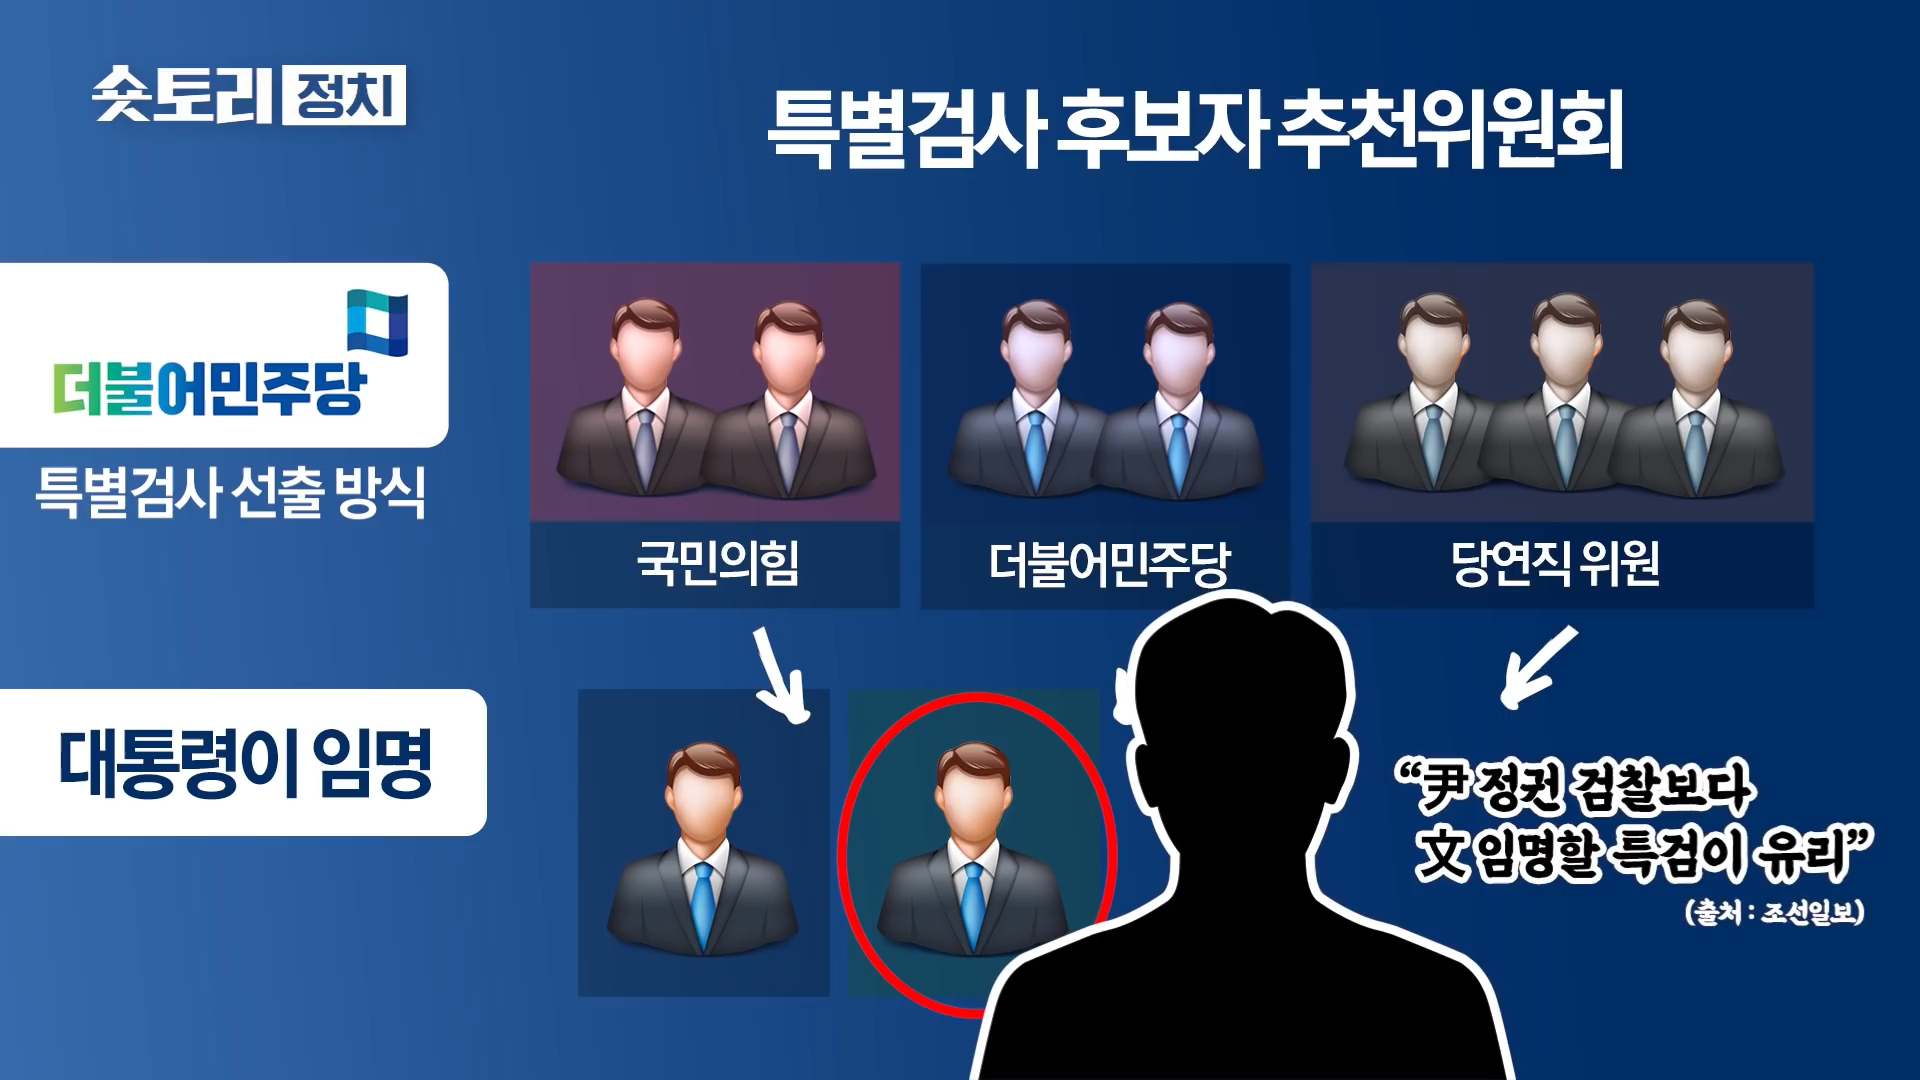 숏토리 정치
특별검사 후보자 추천위원회
더불어민주당
특별검사 선출 방식
국민의힘
더불어민주당
당연직 위원
대통령이 임명
“尹 정권 검찰보다
文 임명할 특검이 유리”
(출처 : 조선일보)